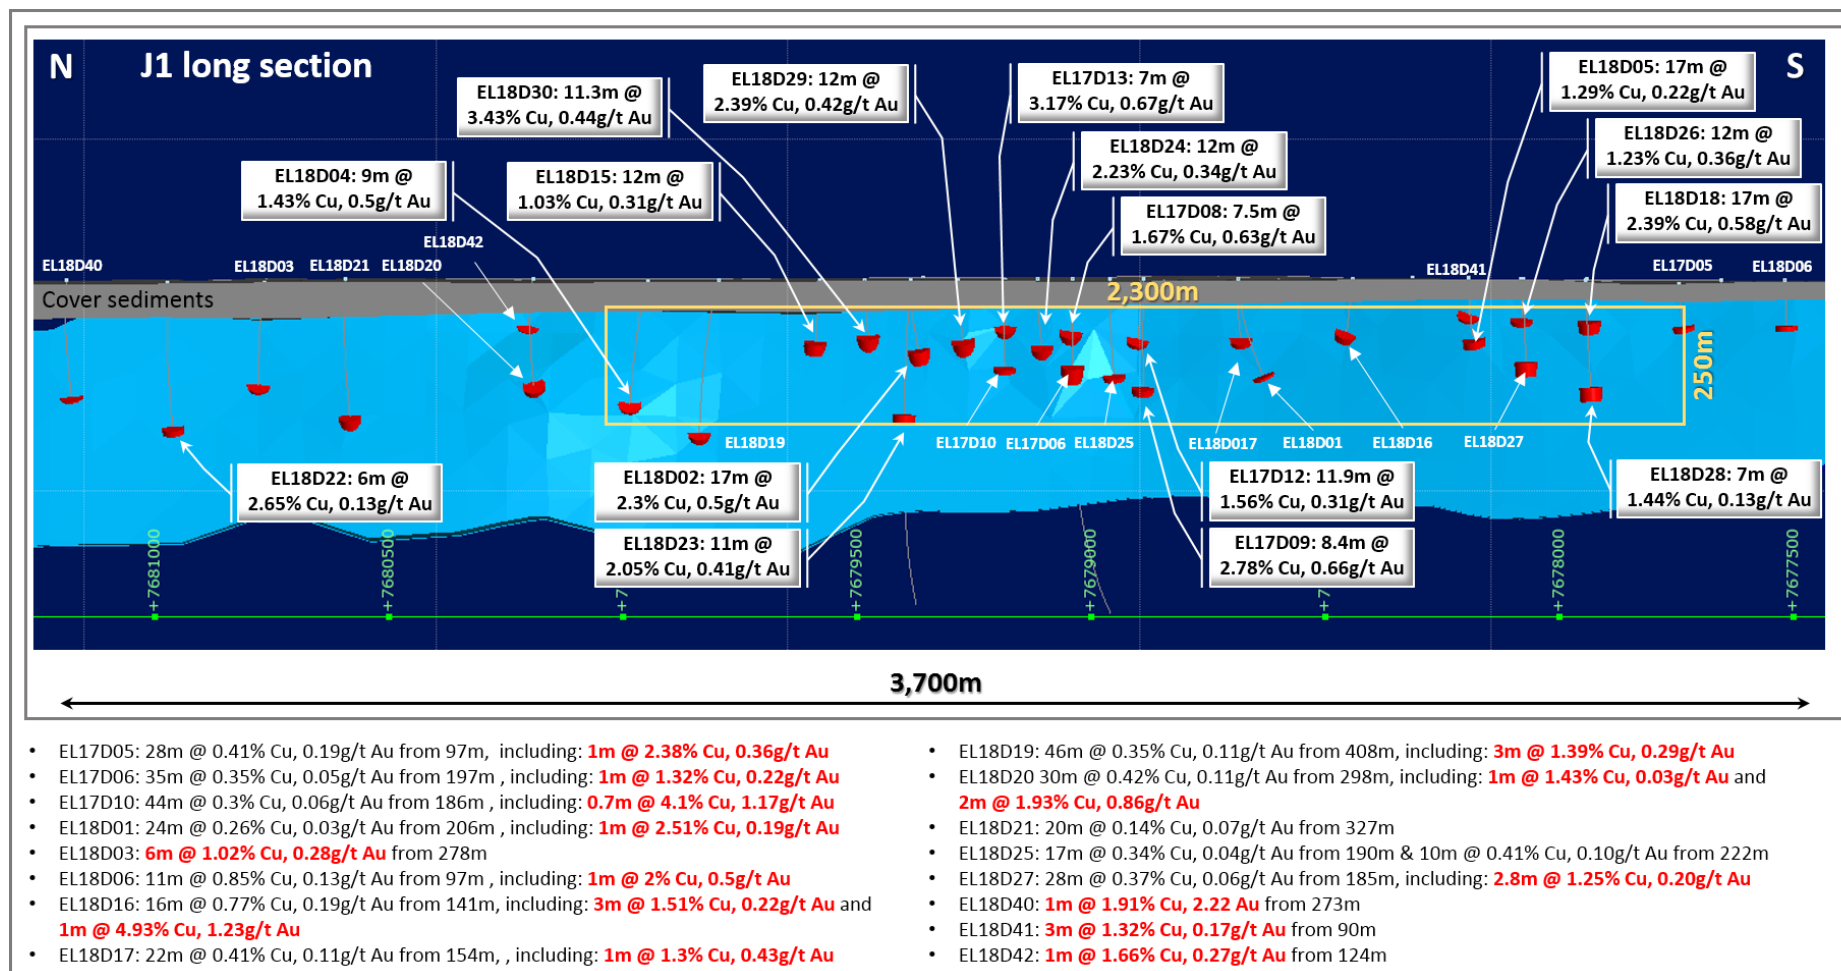 N
J1 long section
S
EL18D30: 11.3m @
3.43% Cu, 0.44g/t Au
EL18D29: 12m @
2.39% Cu, 0.42g/t Au
EL17D13: 7m @
3.17% Cu, 0.67g/t Au
EL18D05: 17m @
1.29% Cu, 0.22g/t Au
EL18D04: 9m @
1.43% Cu, 0.5g/t Au
EL18D15: 12m @
1.03% Cu, 0.31g/t Au
EL18D24: 12m @
2.23% Cu, 0.34g/t Au
EL18D26: 12m @
1.23% Cu, 0.36g/t Au
EL17D08: 7.5m @
1.67% Cu, 0.63g/t Au
EL18D18: 17m @
2.39% Cu, 0.58g/t Au
EL18D42
EL18D40
EL18D03
EL18D21
EL18D20
EL18D41
EL17D05
EL18D06
Cover sediments
2,300m
250m
EL18D19
EL17D10
EL17D06
EL18D25
EL18D017
EL18D01
EL18D16
EL18D27
EL18D22: 6m @
2.65% Cu, 0.13g/t Au
EL18D02: 17m @
2.3% Cu, 0.5g/t Au
EL17D12: 11.9m @
1.56% Cu, 0.31g/t Au
EL18D28: 7m @
1.44% Cu, 0.13g/t Au
EL18D23: 11m @
2.05% Cu, 0.41g/t Au
EL17D09: 8.4m @
2.78% Cu, 0.66g/t Au
+7681000
+7680500
+7
+7679500
+7679000
+7
+7678000
+7677500
3,700m
• EL17D05: 28m @ 0.41% Cu, 0.19g/t Au from 97m, including: 1m @ 2.38% Cu, 0.36g/t Au
• EL17D06: 35m @ 0.35% Cu, 0.05g/t Au from 197m , including: 1m @ 1.32% Cu, 0.22g/t Au
• EL17D10: 44m @ 0.3% Cu, 0.06g/t Au from 186m , including: 0.7m @ 4.1% Cu, 1.17g/t Au
• EL18D01: 24m @ 0.26% Cu, 0.03g/t Au from 206m , including: 1m @ 2.51% Cu, 0.19g/t Au
• EL18D03: 6m @ 1.02% Cu, 0.28g/t Au from 278m
• EL18D06: 11m @ 0.85% Cu, 0.13g/t Au from 97m , including: 1m @ 2% Cu, 0.5g/t Au
• EL18D16: 16m @ 0.77% Cu, 0.19g/t Au from 141m, including: 3m @ 1.51% Cu, 0.22g/t Au and
1m @ 4.93% Cu, 1.23g/t Au
• EL18D17: 22m @ 0.41% Cu, 0.11g/t Au from 154m, , including: 1m @ 1.3% Cu, 0.43g/t Au
• EL18D19: 46m @ 0.35% Cu, 0.11g/t Au from 408m, including: 3m @ 1.39% Cu, 0.29g/t Au
• EL18D20 30m @ 0.42% Cu, 0.11g/t Au from 298m, including: 1m @ 1.43% Cu, 0.03g/t Au and
2m @ 1.93% Cu, 0.86g/t Au
• EL18D21: 20m @ 0.14% Cu, 0.07g/t Au from 327m
• EL18D25: 17m @ 0.34% Cu, 0.04g/t Au from 190m & 10m @ 0.41% Cu, 0.10g/t Au from 222m
• EL18D27: 28m @ 0.37% Cu, 0.06g/t Au from 185m, including: 2.8m @ 1.25% Cu, 0.20g/t Au
• EL18D40: 1m @ 1.91% Cu, 2.22 Au from 273m
• EL18D41: 3m @ 1.32% Cu, 0.17g/t Au from 90m
• EL18D42: 1m @ 1.66% Cu, 0.27g/t Au from 124m